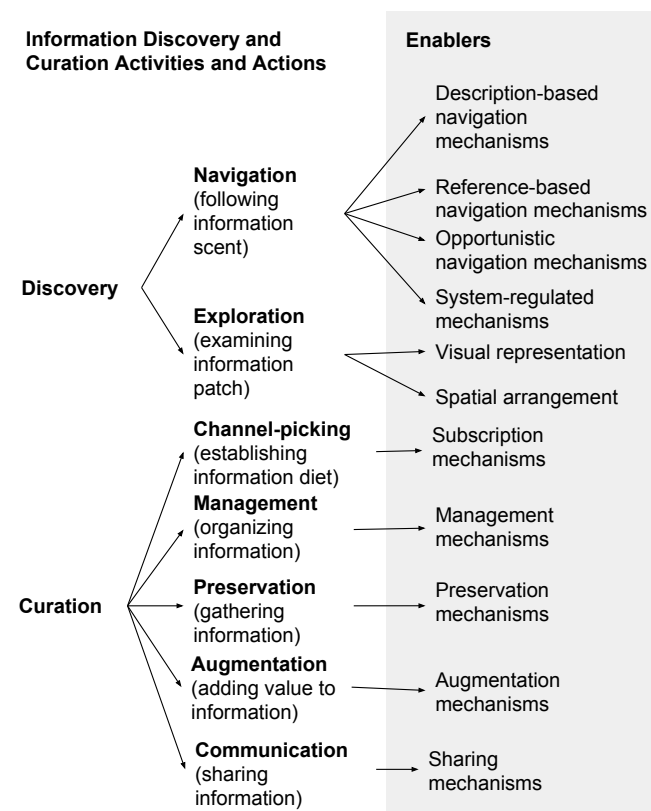 Information Discovery and
Curation Activities and Actions
Enablers
Discovery
Navigation
(following
information
scent)
Description-based
navigation
mechanisms
Reference-based
navigation mechanisms
Opportunistic
navigation mechanisms
System-regulated
mechanisms
Exploration
(examining
information
patch)
Visual representation
Spatial arrangement
Curation
Channel-picking
(establishing
information diet)
Subscription
mechanisms
Management
(organizing
information)
Management
mechanisms
Preservation
(gathering
information)
Preservation
mechanisms
Augmentation
(adding value to
information)
Augmentation
mechanisms
Communication
(sharing
information)
Sharing
mechanisms